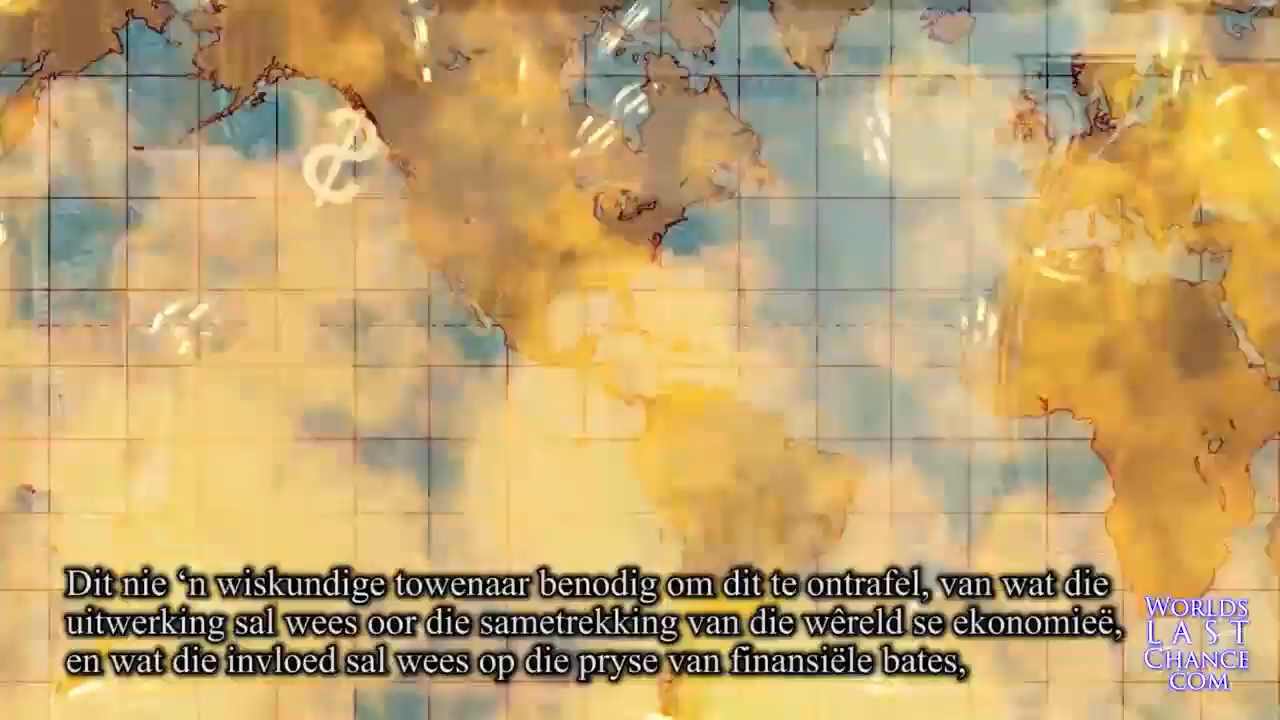 Dit nie ‘n wiskundige towenaar benodig om dit te ontrafel, van wat die
uitwerking sal wees oor die sametrekking van die wêreld se ekonomieë,
en wat die invloed sal wees op die pryse van finansiële bates,
WORLDS
LAST
CHANCE
.COM
$